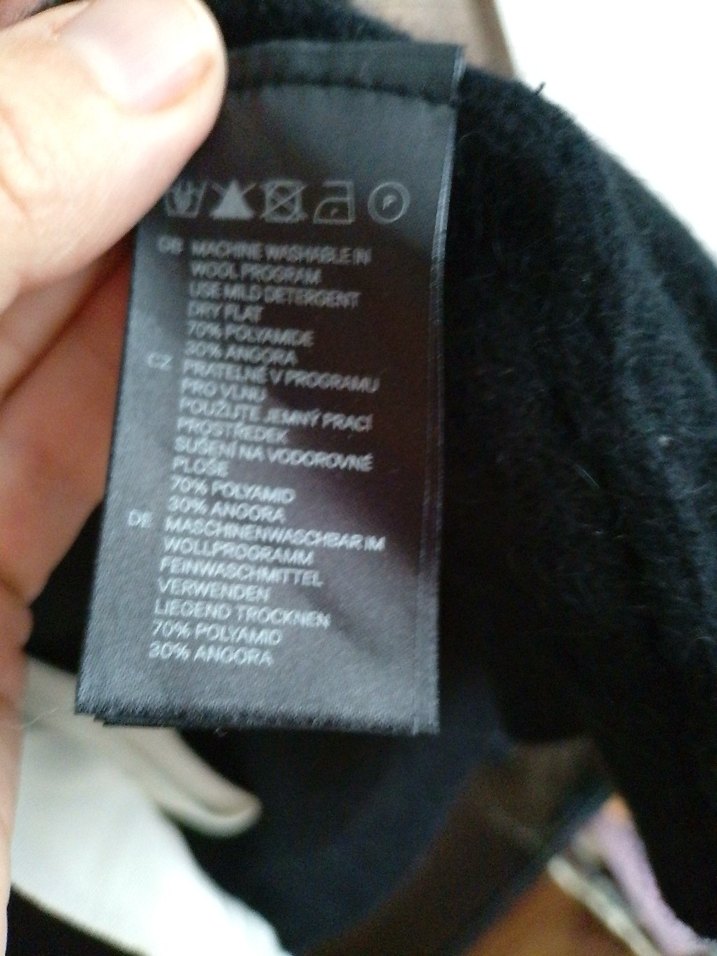 P
GB MACHINE WASHABLE IN
WOOL PROGRAM
USE MILD DETERGENT
DRY FLAT
70% POLYAMIDE
30% ANGORA
CZ PRATELNÉ V PROGRAMU
PRO VLNU
POUŽIJTE JEMNÝ PRACÍ
PROSTŘEDEK
SUŠENÍ NA VODOROVNÉ
PLOŠE
70% POLYAMID
30% ANGORA
DE MASCHINENWASCHBAR IM
WOLLPROGRAMM
FEINWASCHMITTEL
VERWENDEN
LIEGEND TROCKNEN
70% POLYAMID
30% ANGORA